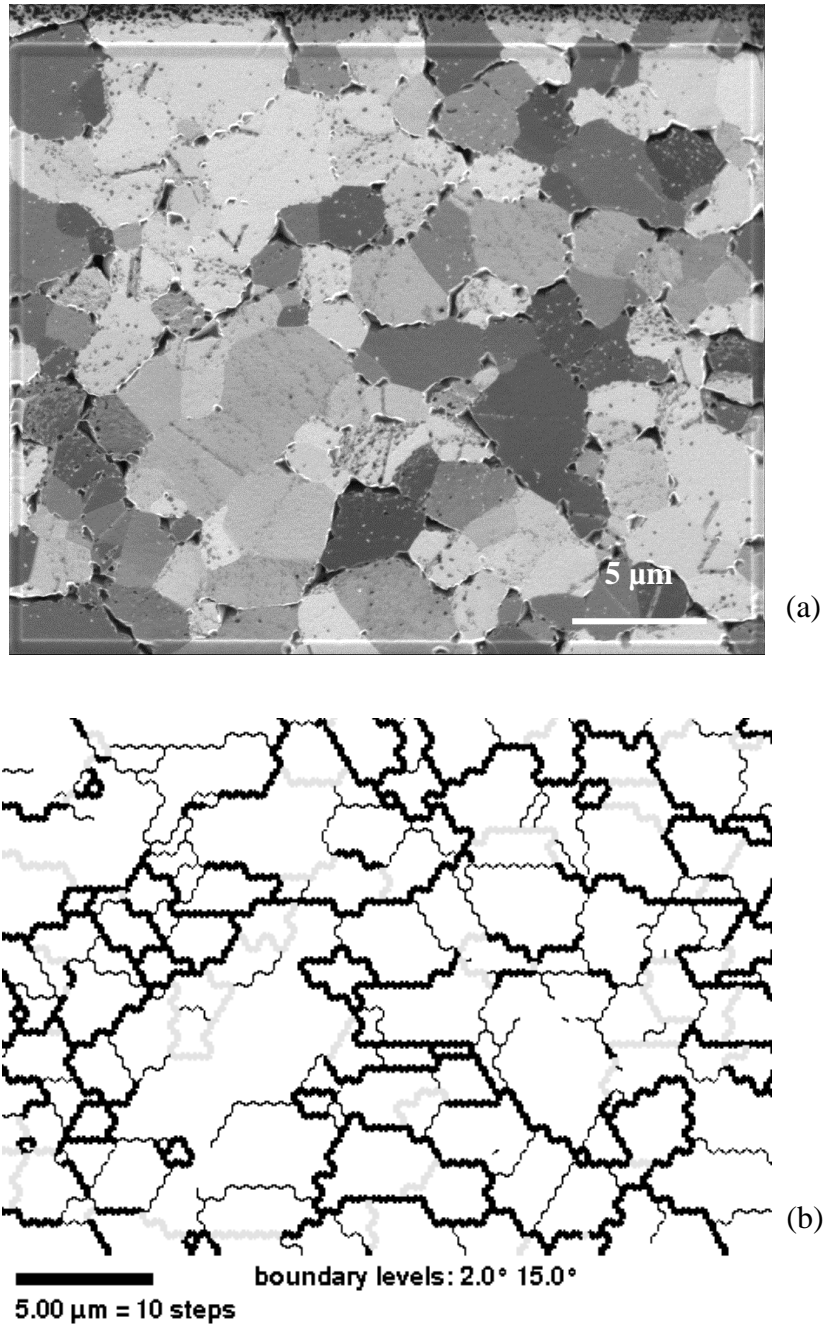 5 µm
(a)
(b)
boundary levels: 2.0° 15.0°
5.00 µm = 10 steps